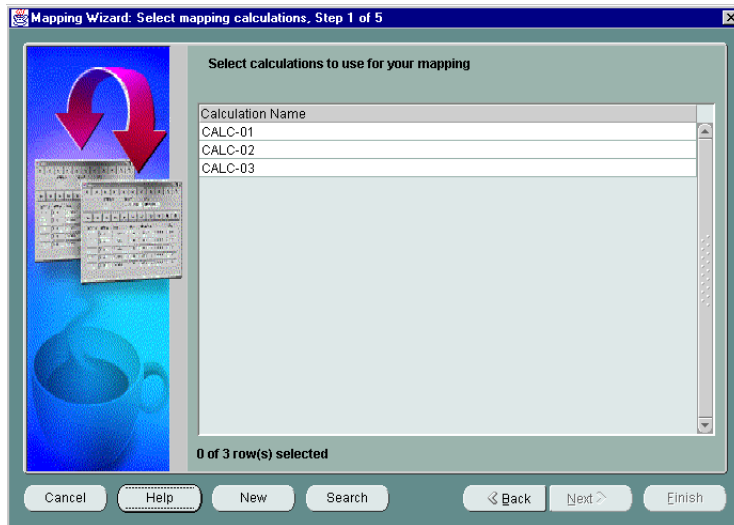 Mapping Wizard: Select mapping calculations, Step 1 of 5
Select calculations to use for your mapping
Calculation Name
CALC-01
CALC-02
CALC-03
0 of 3 row(s) selected
Cancel Help New Search Back Next Finish